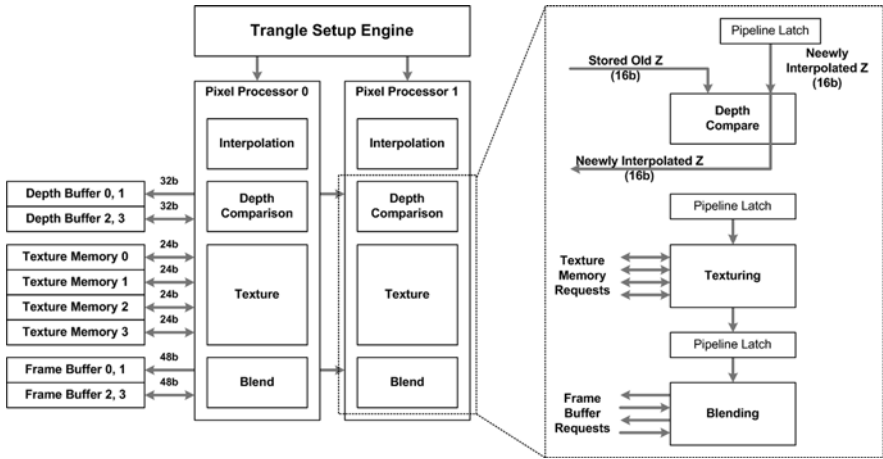 Trangle Setup Engine
Pixel Processor 0
Interpolation
Depth
Comparison
Texture
Blend
Pixel Processor 1
Interpolation
Depth
Comparison
Texture
Blend
32b
Depth Buffer 0, 1
32b
Depth Buffer 2, 3
24b
Texture Memory 0
24b
Texture Memory 1
24b
Texture Memory 2
24b
Texture Memory 3
48b
Frame Buffer 0, 1
48b
Frame Buffer 2, 3
Pipeline Latch
Stored Old Z
(16b)
Neewly
Interpolated Z
(16b)
Depth
Compare
Neewly Interpolated Z
(16b)
Pipeline Latch
Texture
Memory
Requests
Texturing
Pipeline Latch
Frame
Buffer
Requests
Blending